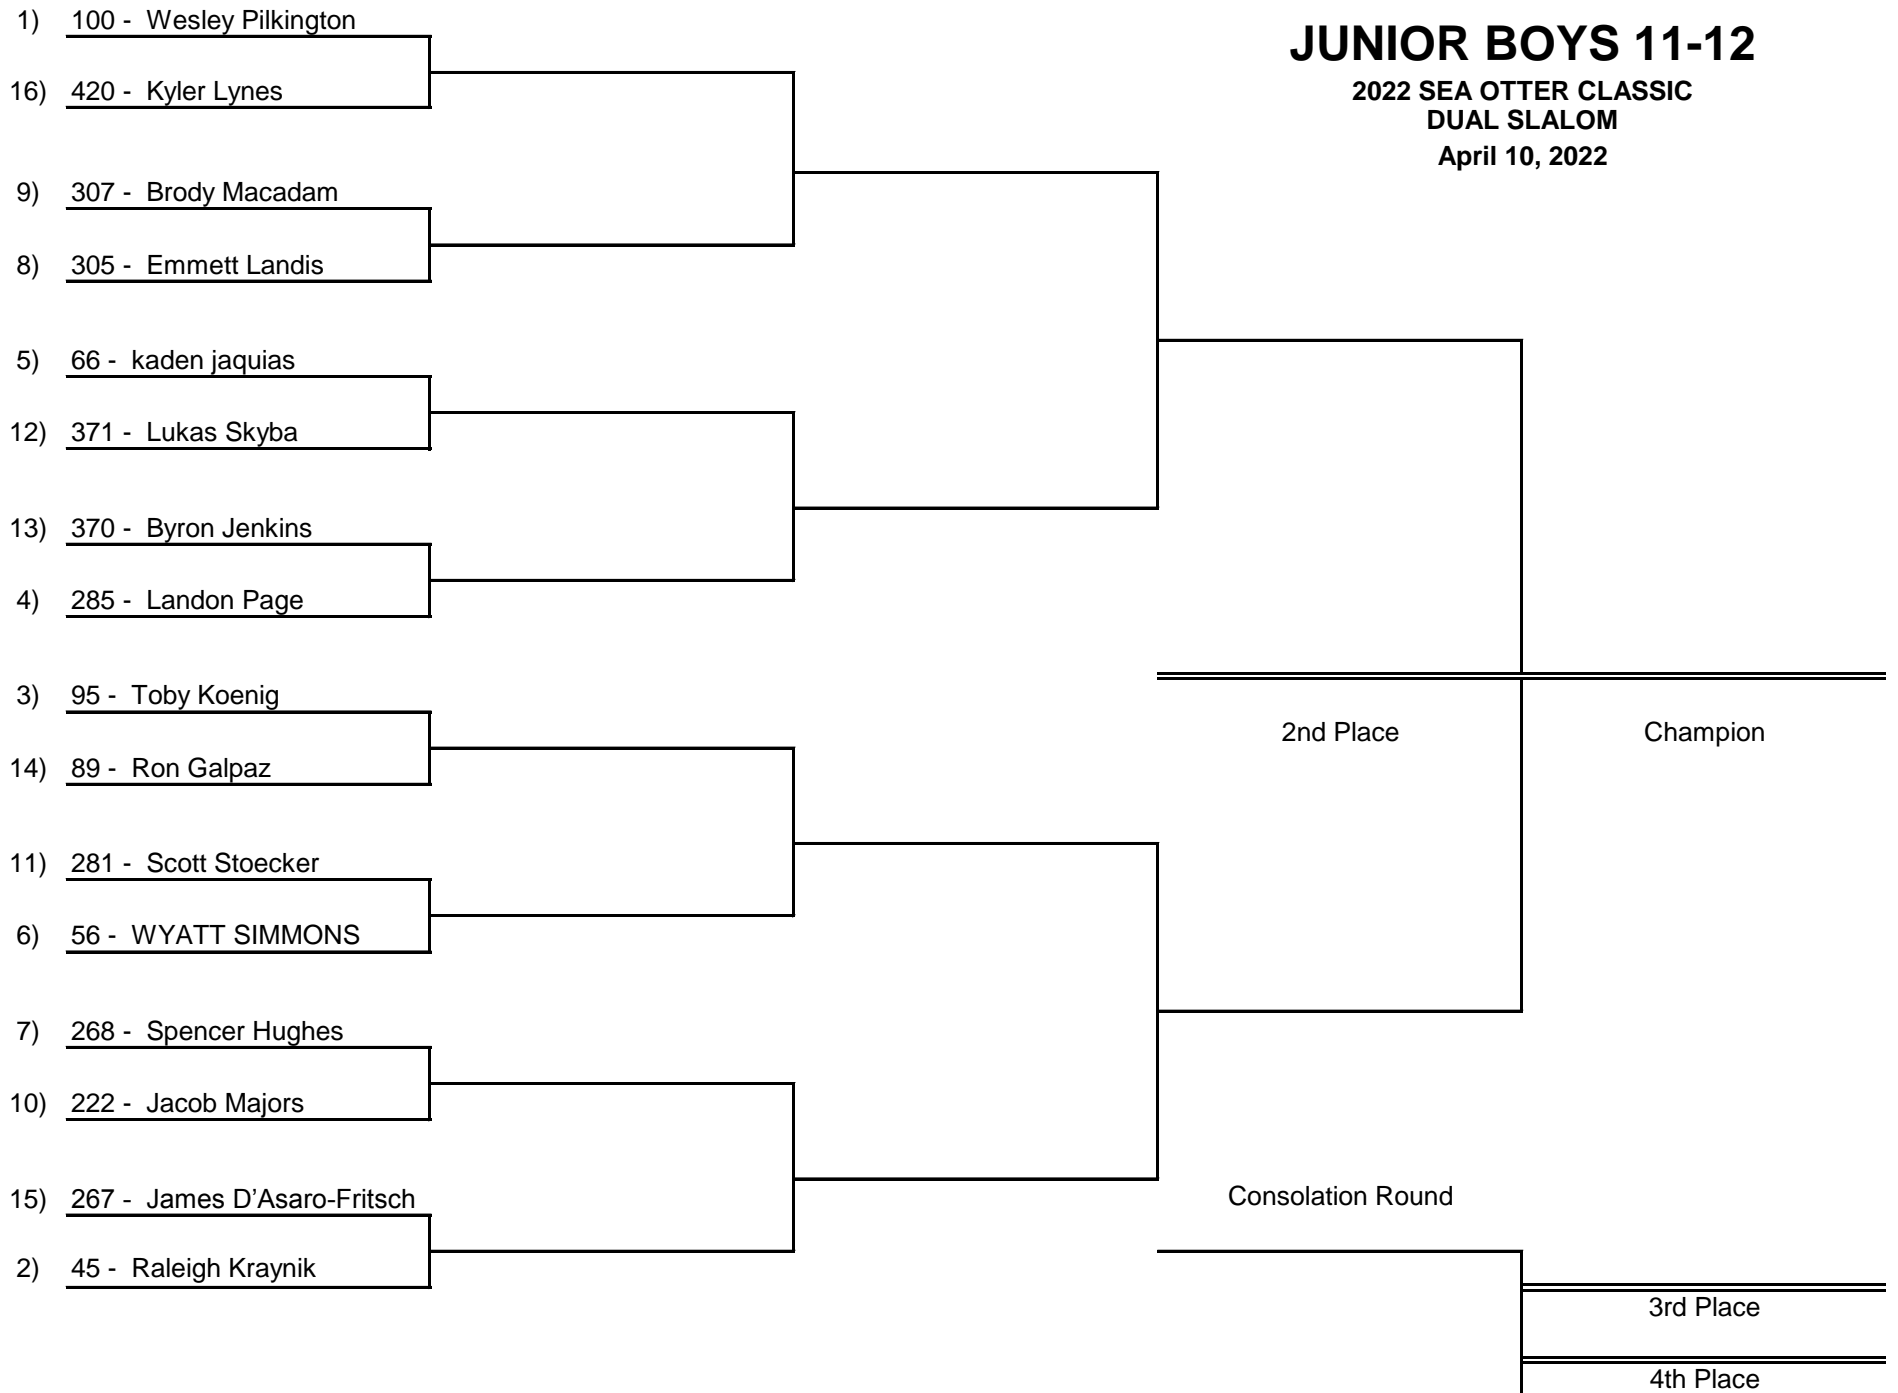 JUNIOR BOYS 11-12
2022 SEA OTTER CLASSIC
DUAL SLALOM
April 10, 2022
1) 100 - Wesley Pilkington
16) 420 - Kyler Lynes
9) 307 - Brody Macadam
8) 305 - Emmett Landis
5) 66 - kaden jaquias
12) 371 - Lukas Skyba
13) 370 - Byron Jenkins
4) 285 - Landon Page
3) 95 - Toby Koenig
14) 89 - Ron Galpaz
11) 281 - Scott Stoecker
6) 56 - WYATT SIMMONS
7) 268 - Spencer Hughes
10) 222 - Jacob Majors
15) 267 - James D’Asaro-Fritsch
2) 45 - Raleigh Kraynik
2nd Place
Champion
Consolation Round
3rd Place
4th Place